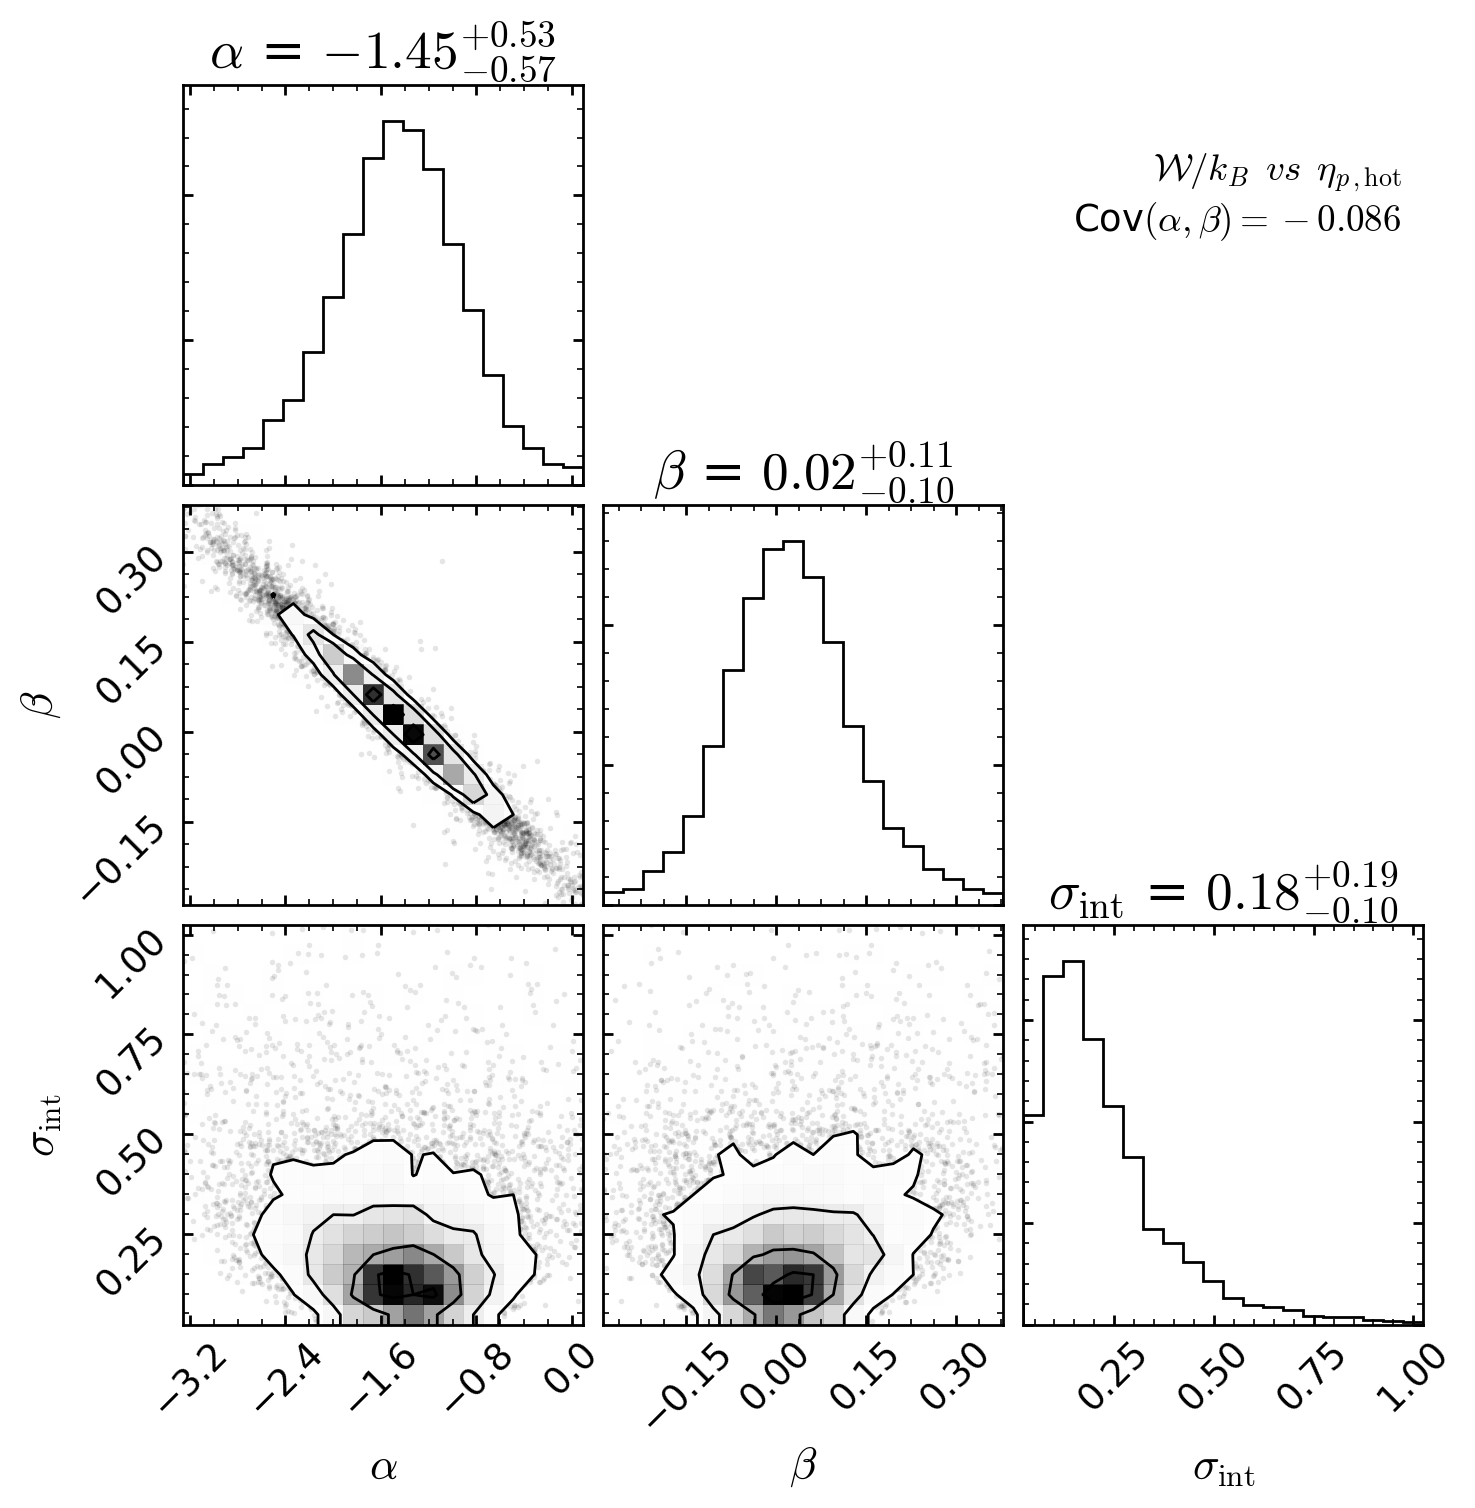 α = −1.45 +0.53 −0.57
𝒲/k_B vs η_p,hot
Cov(α, β) = − 0.086
β = 0.02 +0.11 −0.10
β
0.30
0.15
0.00
−0.15
σ_int = 0.18 +0.19 −0.10
σ_int
1.00
0.75
0.50
0.25
−3.2 −2.4 −1.6 −0.8 0.0
−0.15 0.00 0.15 0.30
0.25 0.50 0.75 1.00
α β σ_int